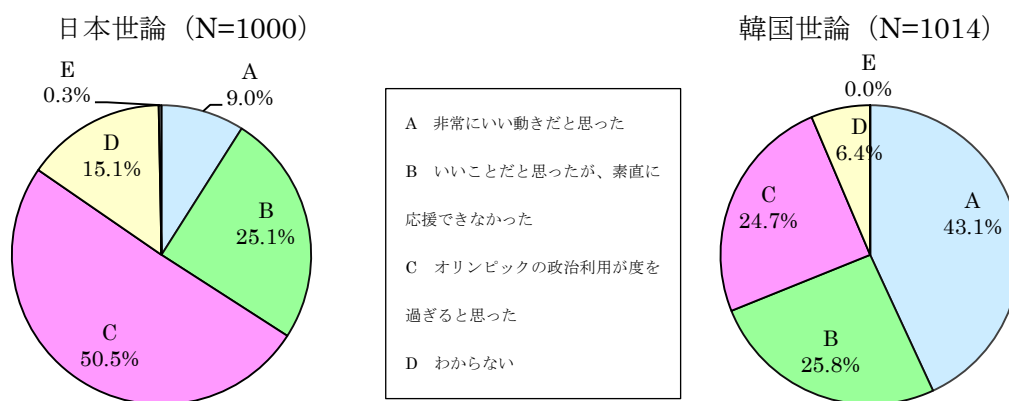 日本世論（N=1000）
E
0.3%
A
9.0%
D
15.1%
B
25.1%
C
50.5%
A　非常にいい動きだと思った
B　いいことだと思ったが、素直に
応援できなかった
C　オリンピックの政治利用が度を
過ぎると思った
D　わからない
韓国世論（N=1014）
E
0.0%
D
6.4%
C
24.7%
A
43.1%
B
25.8%